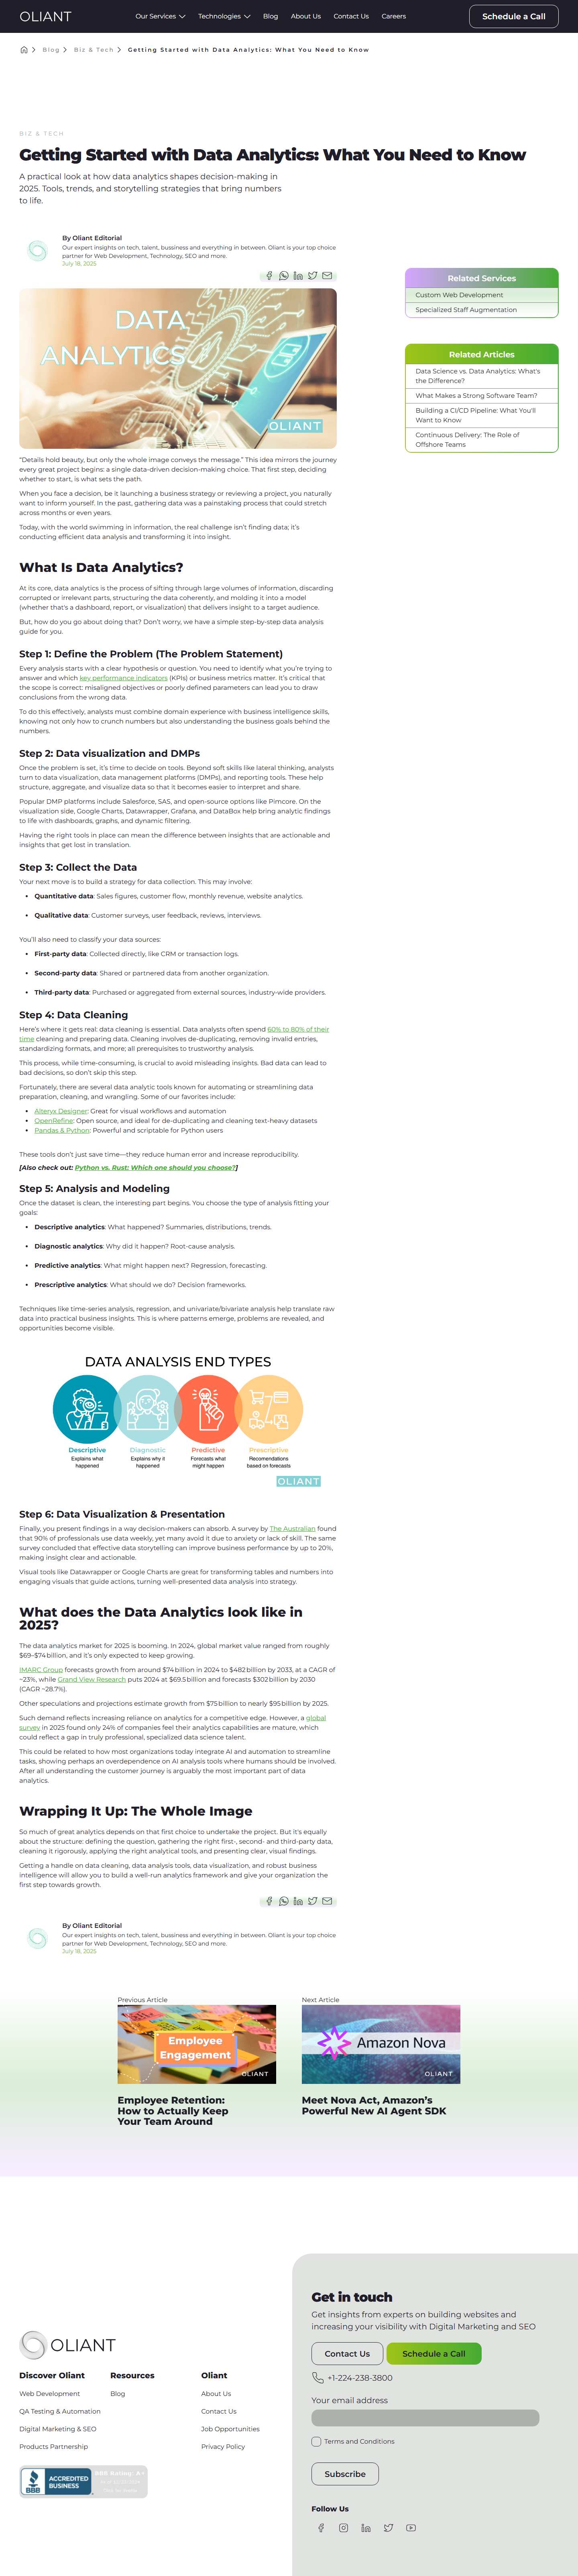 OLIANT
Our Services
Technologies
Blog
About Us
Contact Us
Careers
Schedule a Call
Blog
Biz & Tech
Getting Started with Data Analytics: What You Need to Know
BIZ & TECH
Getting Started with Data Analytics: What You Need to Know
A practical look at how data analytics shapes decision-making in
2025. Tools, trends, and storytelling strategies that grab numbers
to life.
By Oliant Editorial
Our expert insights on tech, talent, bussiness and everything in between. Oliant is your top choice
partner for Web Development, Technology, SEO and more.
July 18, 2025
DATA
ANALYTICS
OLIANT
Related Services
Custom Web Development
Specialized Staff Augmentation
Related Articles
Data Science vs. Data Analytics: What's
the Difference?
What Makes a Strong Software Team?
Building a CI/CD Pipeline: What You'll
Want to Know
Continuous Delivery: The Role of
Offshore Teams
“Details hold beauty, but only the whole image conveys the message.” This idea mirrors the journey
every great project begins: a single data-driven decision-making choice. That first step, deciding
whether to start, is what sets the path.
When you face a decision, be it launching a business strategy or reviewing a project, you naturally
want to inform yourself. In the past, gathering data was a painstaking process that could stretch
across months or even years.
Today, with the world swimming in information, the real challenge isn’t finding data; it’s
conducting efficient data analysis and transforming it into insight.
What Is Data Analytics?
At its core, data analytics is the process of sifting through large volumes of information, discarding
corrupted or irrelevant parts, structuring the data coherently, and molding it into a model
(whether that's a dashboard, report, or visualization) that delivers insight to a target audience.
But, how do you go about doing that? Don’t worry, we have a simple step-by-step data analysis
guide for you.
Step 1: Define the Problem (The Problem Statement)
Every analysis starts with a clear hypothesis or question. You need to identify what you’re trying to
answer and which key performance indicators (KPIs) or business metrics matter. It’s critical that
the scope is correct: misaligned objectives or poorly defined parameters can lead you to draw
conclusions from the wrong data.
To do this effectively, analysts must combine domain experience with business intelligence skills,
knowing not only how to crunch numbers but also understanding the business goals behind the
numbers.
Step 2: Data visualization and DMPs
Once the problem is set, it’s time to decide on tools. Beyond soft skills like lateral thinking, analysts
turn to data visualization, data management platforms (DMPs), and reporting tools. These help
structure, aggregate, and visualize data so that it becomes easier to interpret and share.
Popular DMP platforms include Salesforce, SAS, and open-source options like Pimcore. On the
visualization side, Google Charts, Datawrapper, Grafana, and DataBox help bring analytic findings
to life with dashboards, graphs, and dynamic filtering.
Having the right tools in place can mean the difference between insights that are actionable and
insights that get lost in translation.
Step 3: Collect the Data
Your next move is to build a strategy for data collection. This may involve:
• Quantitative data: Sales figures, customer flow, monthly revenue, website analytics.
• Qualitative data: Customer surveys, user feedback, reviews, interviews.
You’ll also need to classify your data sources:
• First-party data: Collected directly, like CRM or transaction logs.
• Second-party data: Shared or partnered data from another organization.
• Third-party data: Purchased or aggregated from external sources, industry-wide providers.
Step 4: Data Cleaning
Here’s where it gets real: data cleaning is essential. Data analysts often spend 60% to 80% of their
time cleaning and preparing data. Cleaning involves de-duplicating, removing invalid entries,
standardizing formats, and more; all prerequisites to trustworthy analysis.
This process, while time-consuming, is crucial to avoid misleading insights. Bad data can lead to
bad decisions, so don’t skip this step.
Fortunately, there are several data analytic tools known for automating or streamlining data
preparation, cleaning, and wrangling. Some of our favorites include:
• Alteryx Designer: Great for visual workflows and automation
• OpenRefine: Open source, and ideal for de-duplicating and cleaning text-heavy datasets
• Pandas & Python: Powerful and scriptable for Python users
These tools don’t just save time—they reduce human error and increase reproducibility.
[Also check out: Python vs. Rust: Which one should you choose?]
Step 5: Analysis and Modeling
Once the dataset is clean, the interesting part begins. You choose the type of analysis fitting your
goals:
• Descriptive analytics: What happened? Summaries, distributions, trends.
• Diagnostic analytics: Why did it happen? Root-cause analysis.
• Predictive analytics: What might happen next? Regression, forecasting.
• Prescriptive analytics: What should we do? Decision frameworks.
Techniques like time-series analysis, regression, and univariate/bivariate analysis help translate raw
data into practical business insights. This is where patterns emerge, problems are revealed, and
opportunities become visible.
DATA ANALYSIS END TYPES
Descriptive
Diagnostic
Predictive
Prescriptive
Explains what
happened
Explains why it
happened
Forecasts what
might happen
Recomendations
based on forecasts
OLIANT
Step 6: Data Visualization & Presentation
Finally, you present findings in a way decision-makers can absorb. A survey by The Australian found
that 90% of professionals use data weekly, yet many avoid it due to anxiety or lack of skill. The same
survey concluded that effective data storytelling can improve business performance by up to 20%,
making insight clear and actionable.
Visual tools like Datawrapper or Google Charts are great for transforming tables and numbers into
engaging visuals that guide actions, turning well-presented data analysis into strategy.
What does the Data Analytics look like in
2025?
The data analytics market for 2025 is booming. In 2024, global market value ranged from roughly
$69–$74 billion, and it’s only expected to keep growing.
IMARC Group forecasts growth from around $74 billion in 2024 to $482 billion by 2033, at a CAGR of
~23%, while Grand View Research puts 2024 at $69.5 billion and forecasts $302 billion by 2030
(CAGR ~28.7%).
Other speculations and projections estimate growth from $75 billion to nearly $95 billion by 2025.
Such demand reflects increasing reliance on analytics for a competitive edge. However, a global
survey in 2025 found only 24% of companies feel their analytics capabilities are mature, which
could reflect a gap in truly professional, specialized data science talent.
This could be related to how most organizations today integrate AI and automation to streamline
tasks, showing perhaps an overdependence on AI analysis tools where humans should be involved.
After all understanding the customer journey is arguably the most important part of data
analytics.
Wrapping It Up: The Whole Image
So much of great analytics depends on that first choice to undertake the project. But it's equally
about the structure: defining the question, gathering the right first-, second- and third-party data,
cleaning it rigorously, applying the right analytical tools, and presenting clear, visual findings.
Getting a handle on data cleaning, data analysis tools, data visualization, and robust business
intelligence will allow you to build a well-run analytics framework and give your organization the
first step towards growth.
By Oliant Editorial
Our expert insights on tech, talent, bussiness and everything in between. Oliant is your top choice
partner for Web Development, Technology, SEO and more.
July 18, 2025
Previous Article
Employee
Engagement
OLIANT
Employee Retention:
How to Actually Keep
Your Team Around
Next Article
Amazon Nova
OLIANT
Meet Nova Act, Amazon’s
Powerful New AI Agent SDK
OLIANT
Discover Oliant
Web Development
QA Testing & Automation
Digital Marketing & SEO
Products Partnership
Resources
Blog
Oliant
About Us
Contact Us
Job Opportunities
Privacy Policy
BBB
ACCREDITED
BUSINESS
BBB Rating: A+
Get in touch
Get insights from experts on building websites and
increasing your visibility with Digital Marketing and SEO
Contact Us
Schedule a Call
+1-224-238-3800
Your email address
Terms and Conditions
Subscribe
Follow Us